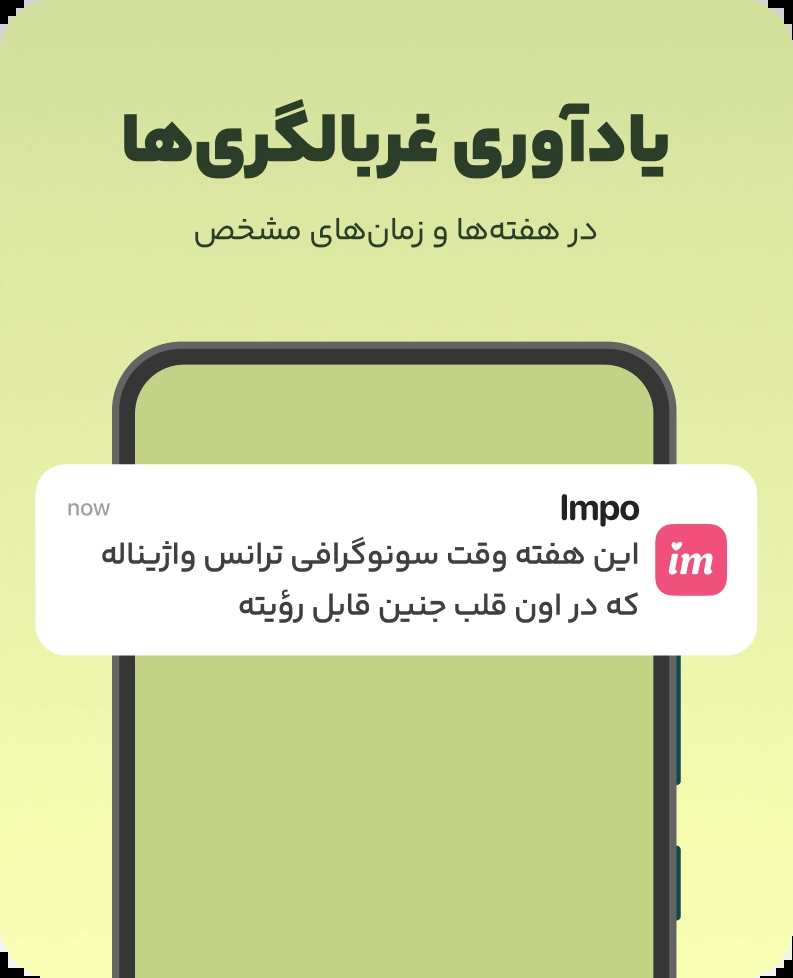 یادآوری غربالگری‌ها
در هفته‌ها و زمان‌های مشخص
Impo
now
im
این هفته وقت سونوگرافی ترانس واژیناله
که در اون قلب جنین قابل رؤیته